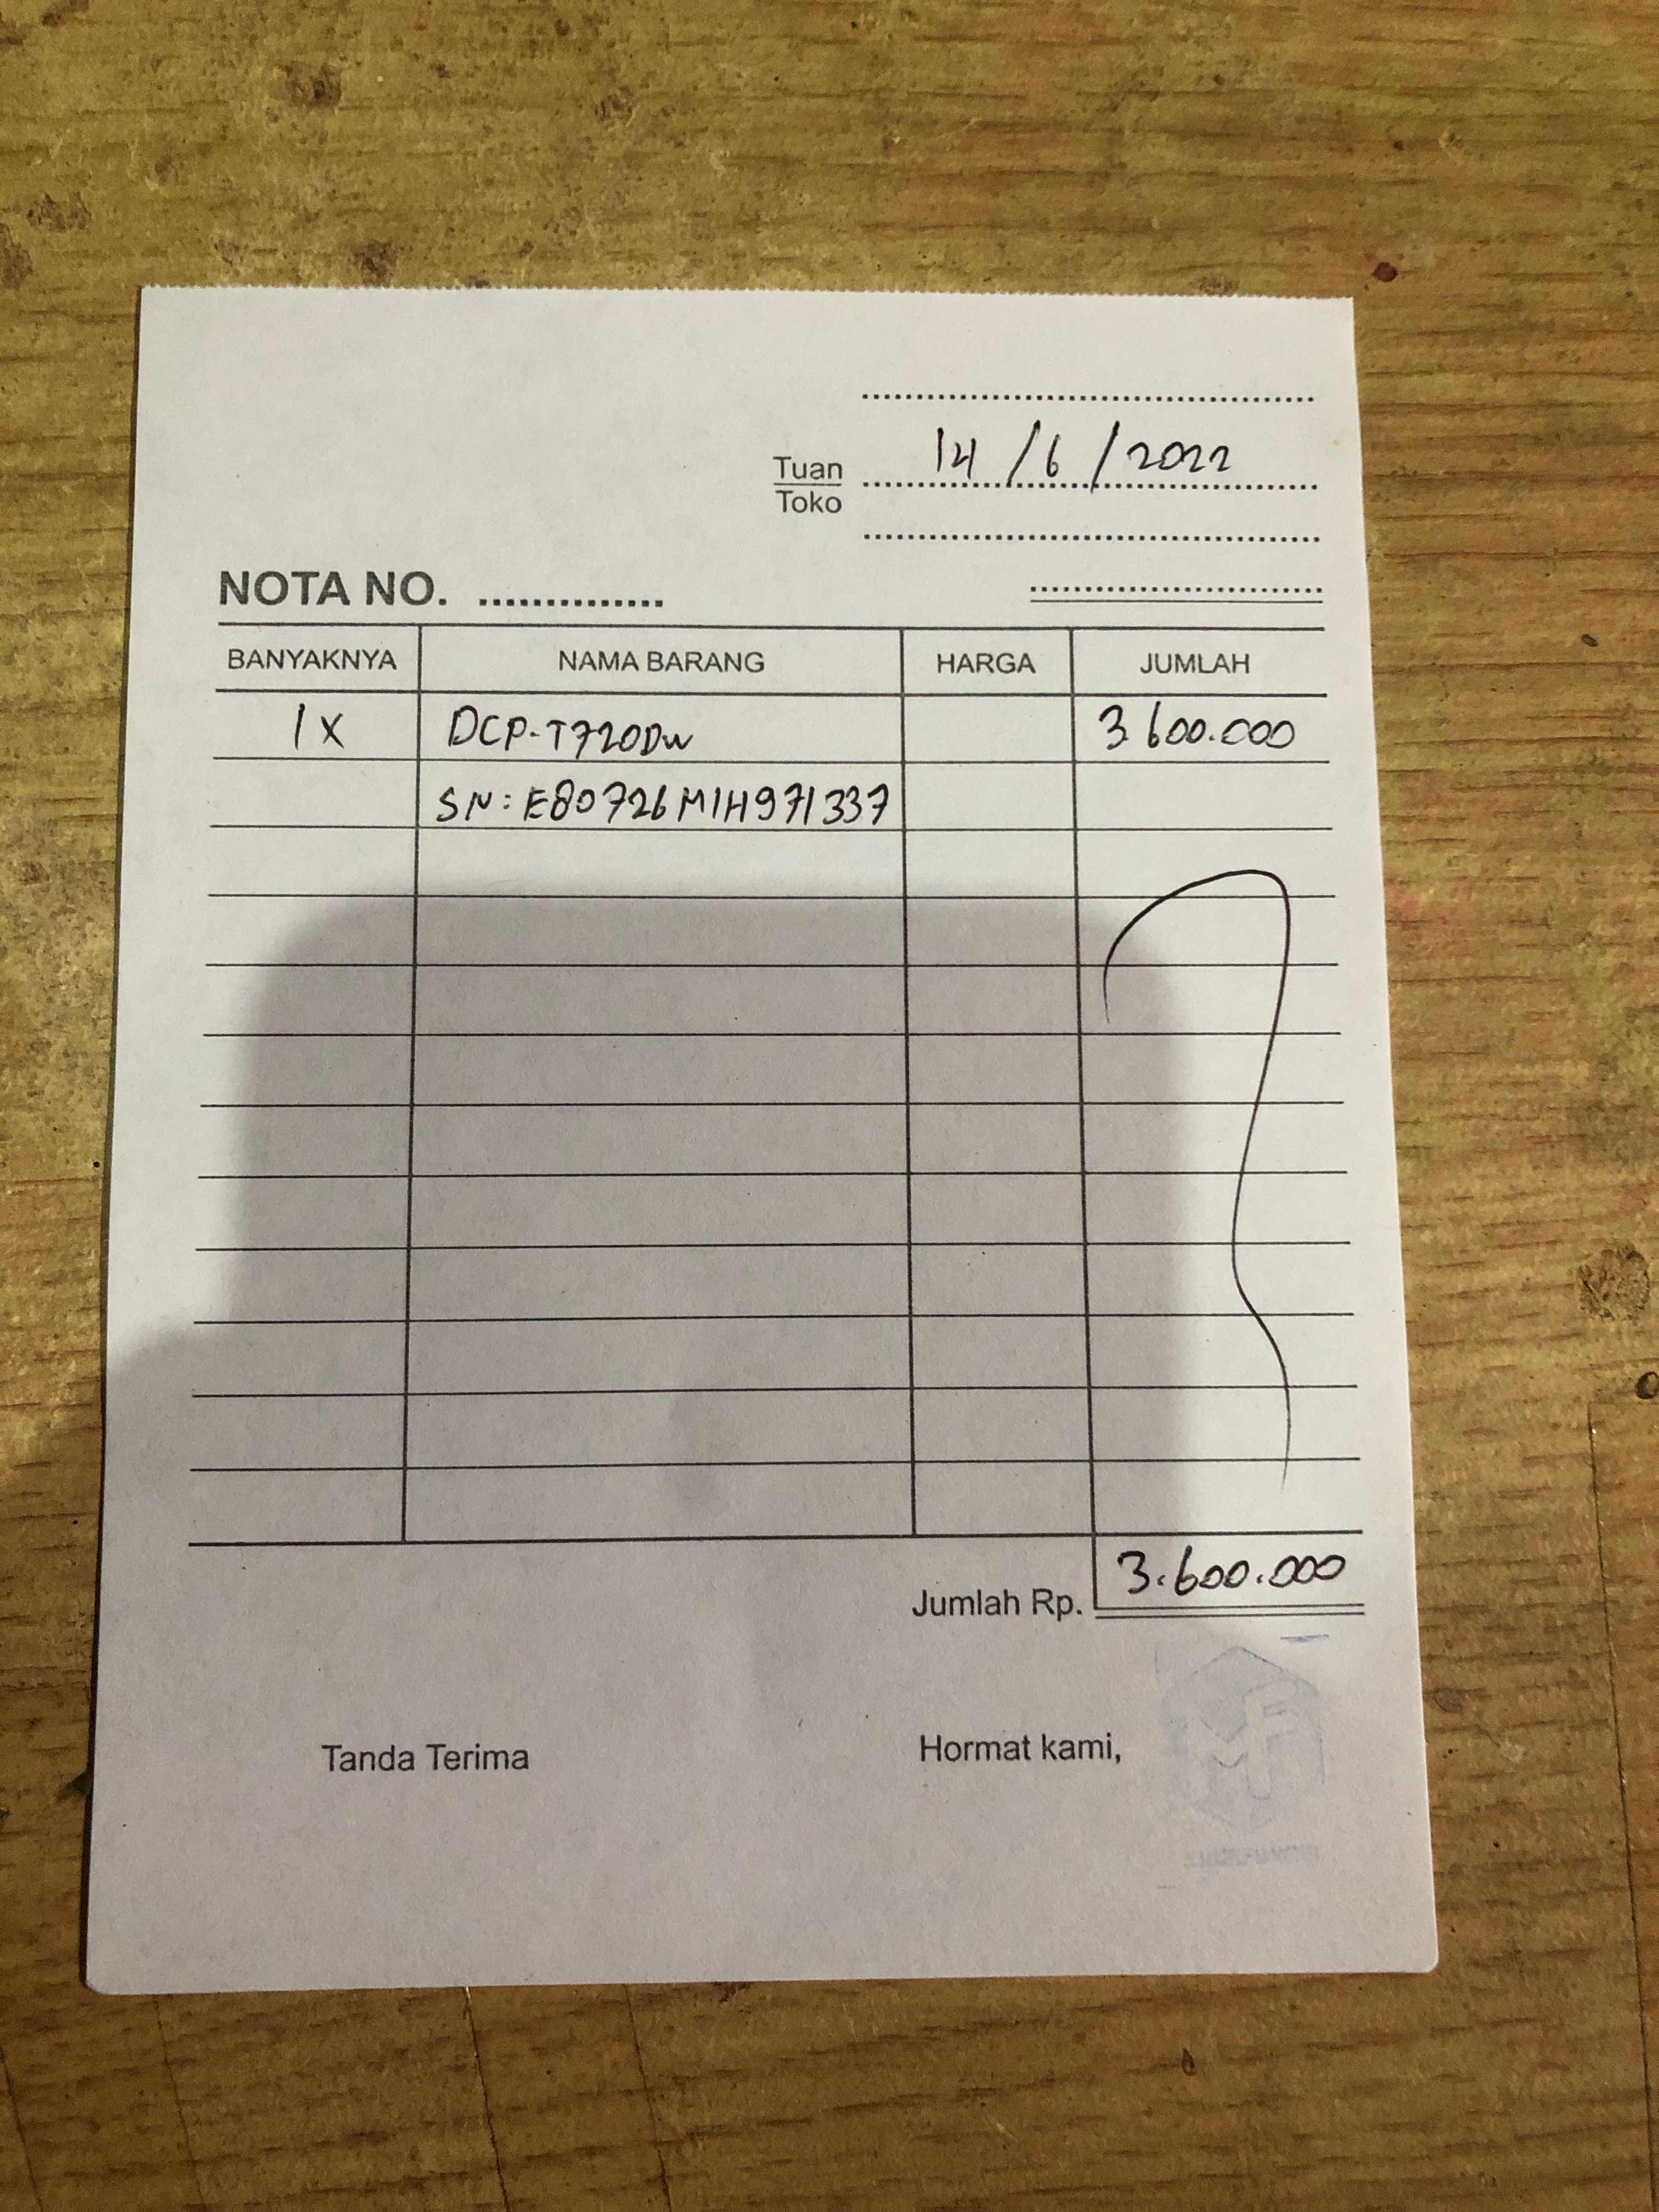 14/6/2022
Tuan
Toko
NOTA NO. ..............
BANYAKNYA NAMA BARANG HARGA JUMLAH
1X DCP-T720DW 3.600.000
SN: E80726M1H971337
Jumlah Rp. 3.600.000
Tanda Terima Hormat kami,